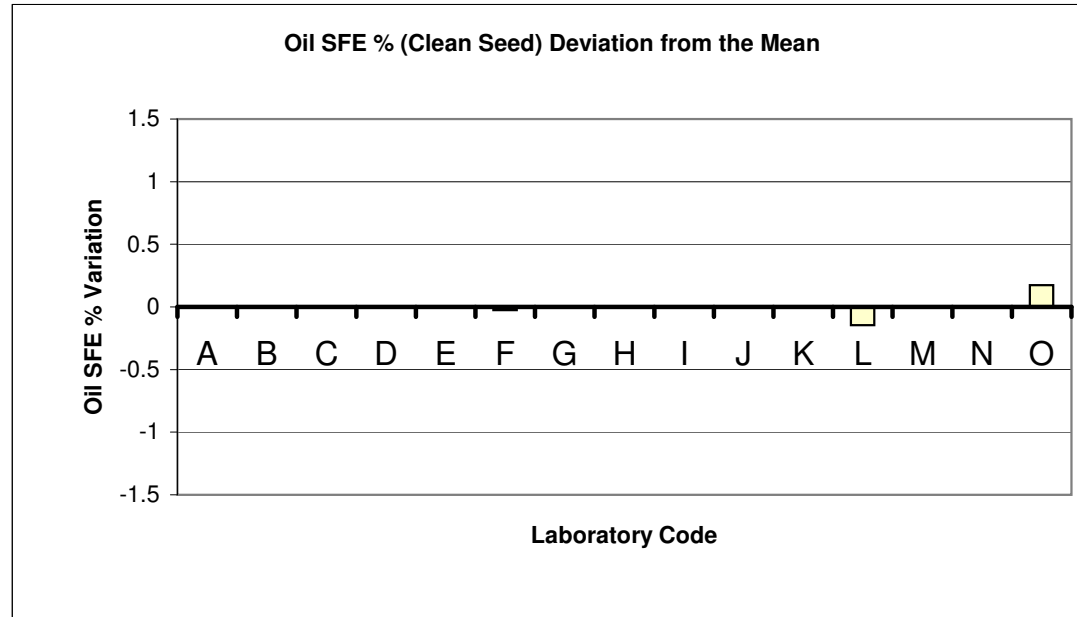 Oil SFE % (Clean Seed) Deviation from the Mean
Oil SFE % Variation
1.5
1
0.5
0
-0.5
-1
-1.5
A B C D E F G H I J K L M N O
Laboratory Code